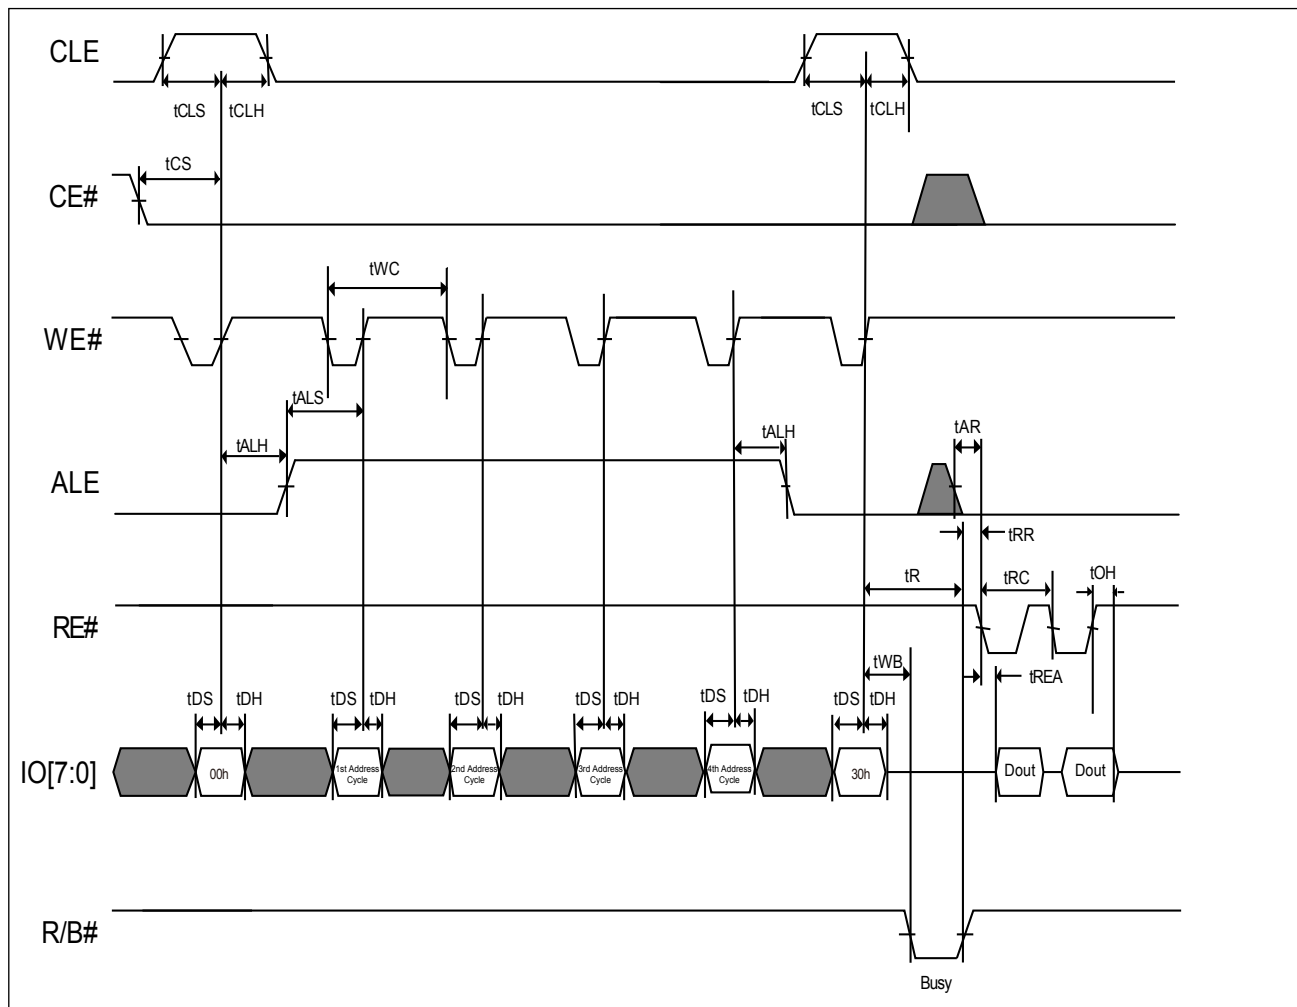 CLE
tCLS tCLH
tCLS tCLH
tCS
CE#
tWC
WE#
tALS
tALH
tALH
tAR
ALE
tRR
tR
tRC
tOH
RE#
tWB
tREA
tDS tDH
tDS tDH
tDS tDH
tDS tDH
tDS tDH
tDS tDH
IO[7:0]
00h
1st Address
Cycle
2nd Address
Cycle
3rd Address
Cycle
4th Address
Cycle
30h
Dout
Dout
R/B#
Busy